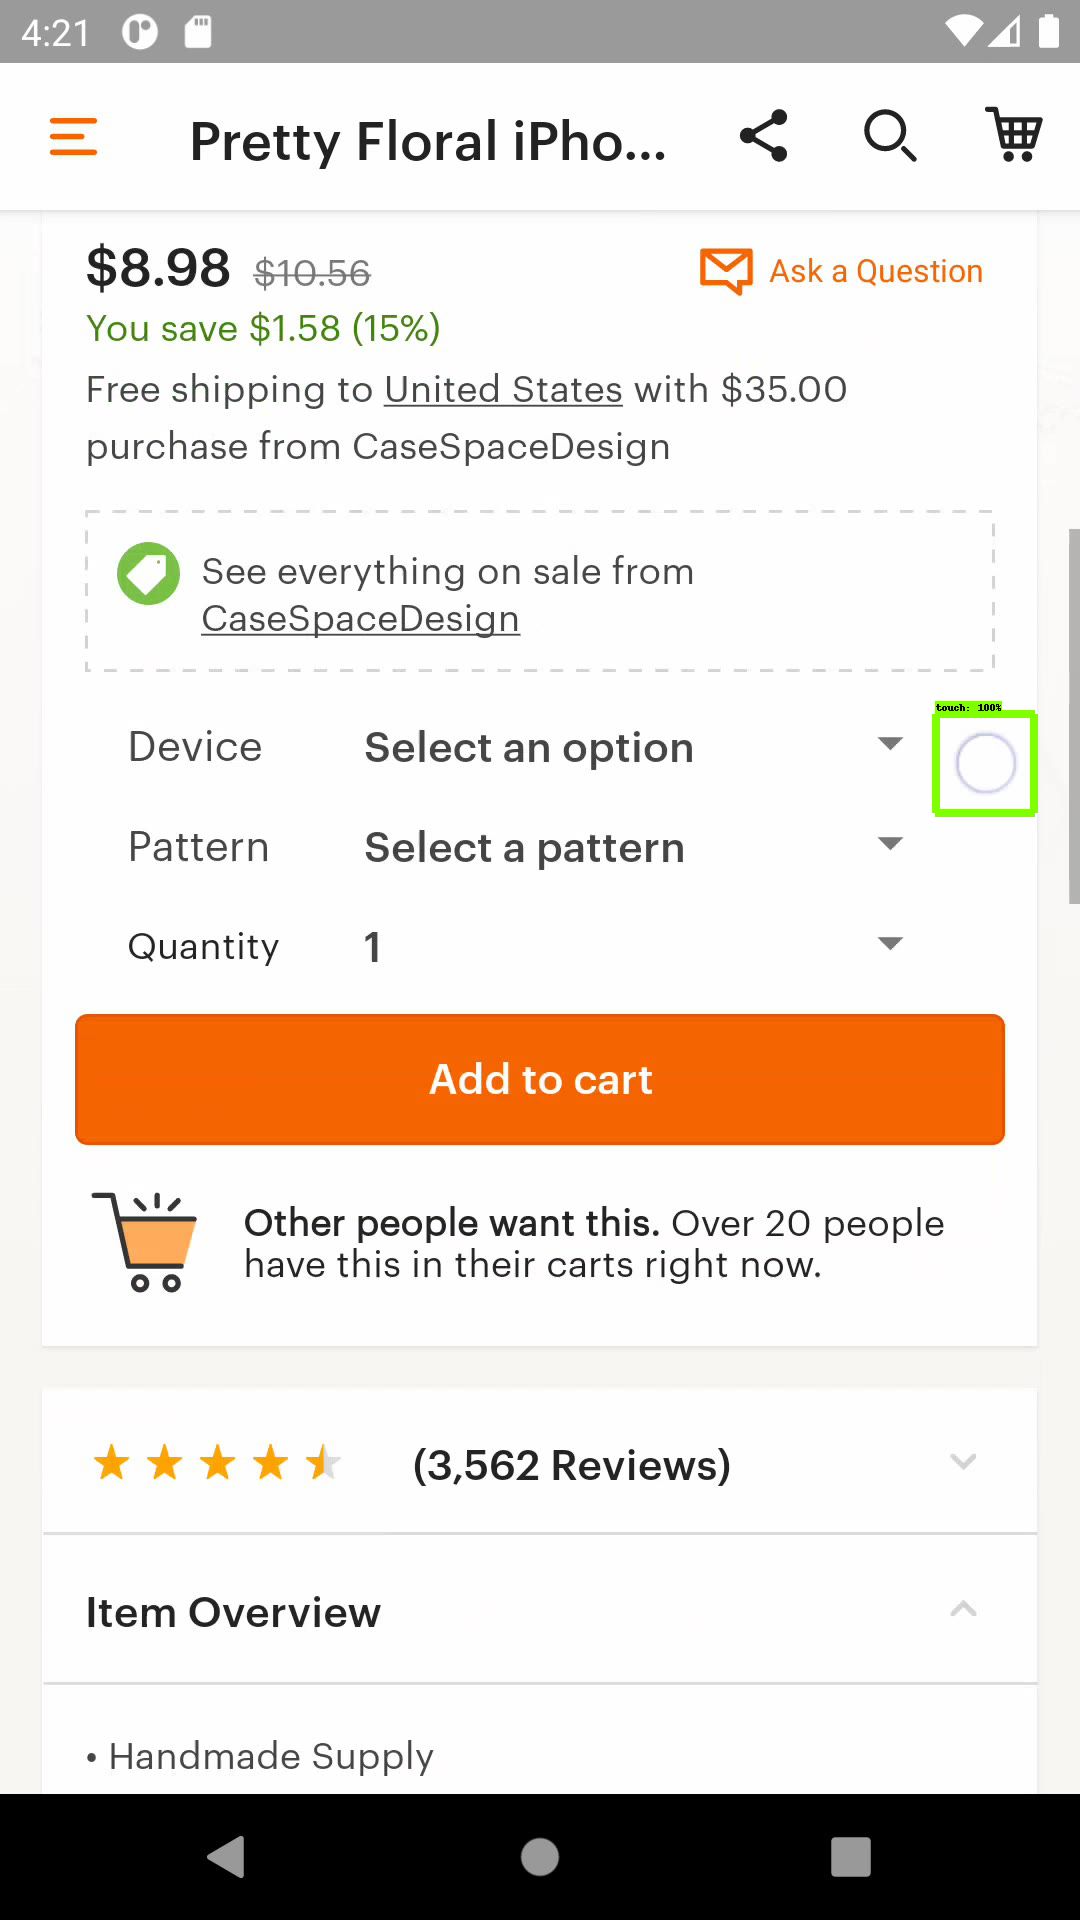 4:21
Pretty Floral iPho...
$8.98 $10.56
Ask a Question
You save $1.58 (15%)
Free shipping to United States with $35.00
purchase from CaseSpaceDesign
See everything on sale from
CaseSpaceDesign
touch: 100%
Device Select an option
Pattern Select a pattern
Quantity 1
Add to cart
Other people want this. Over 20 people
have this in their carts right now.
(3,562 Reviews)
Item Overview
• Handmade Supply